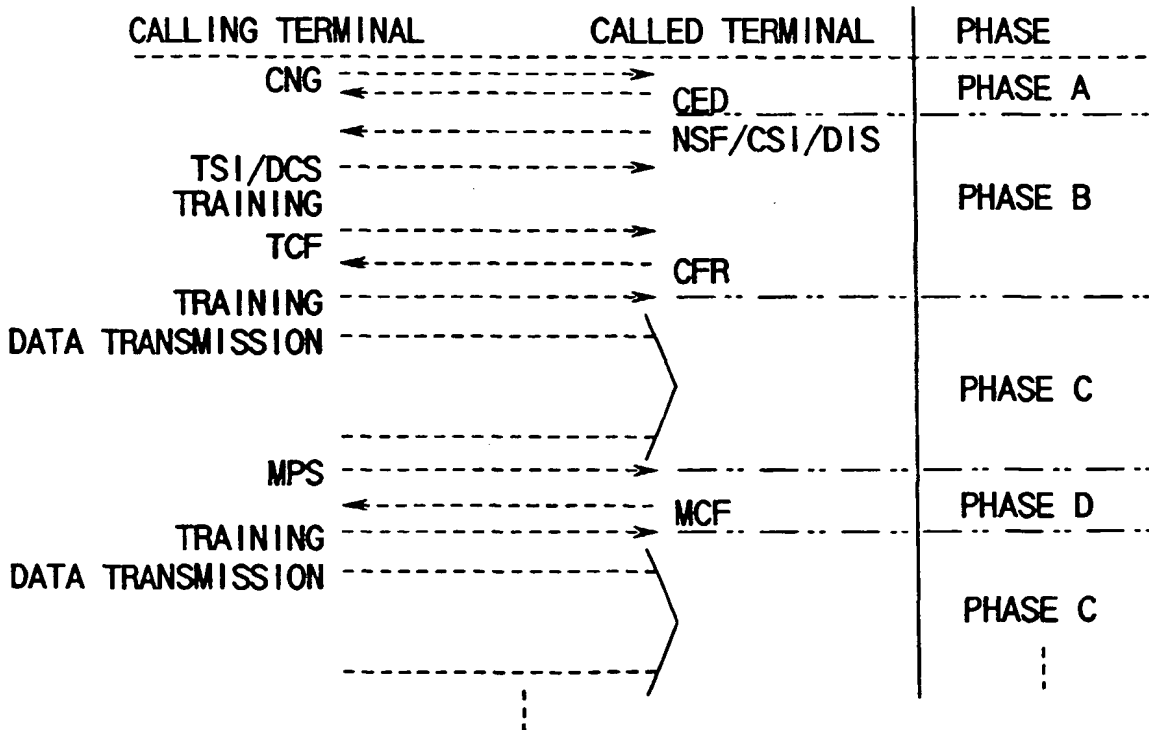 CALLING TERMINAL CALLED TERMINAL PHASE
CNG
CED
PHASE A
NSF/CSI/DIS
TSI/DCS
TRAINING
PHASE B
TCF
CFR
TRAINING
DATA TRANSMISSION
PHASE C
MPS
MCF
PHASE D
TRAINING
DATA TRANSMISSION
PHASE C